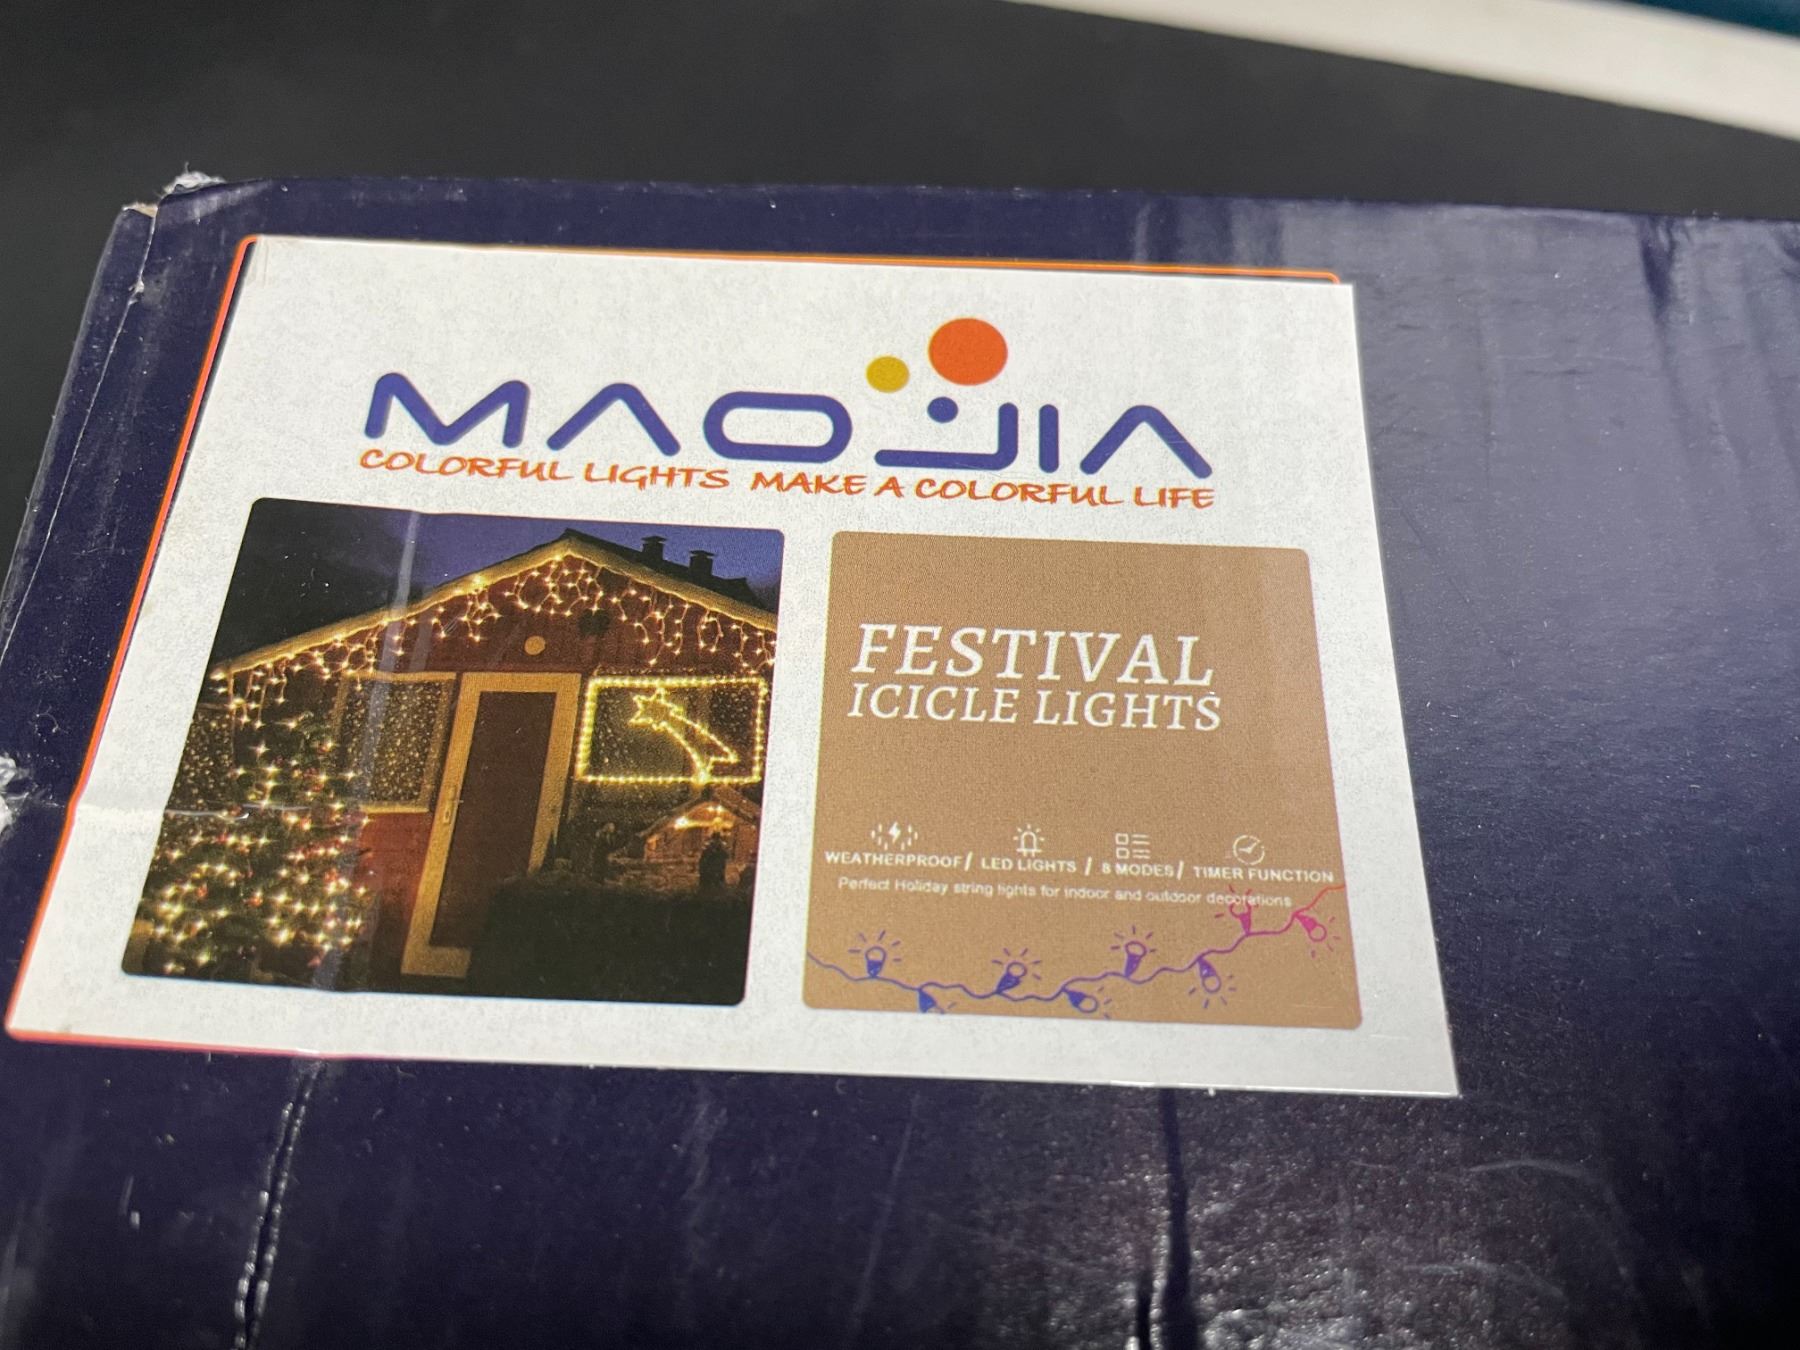 MAOJIA
COLORFUL LIGHTS MAKE A COLORFUL LIFE
FESTIVAL
ICICLE LIGHTS
WEATHERPROOF / LED LIGHTS / 8 MODES / TIMER FUNCTION
Perfect Holiday string lights for indoor and outdoor decorations